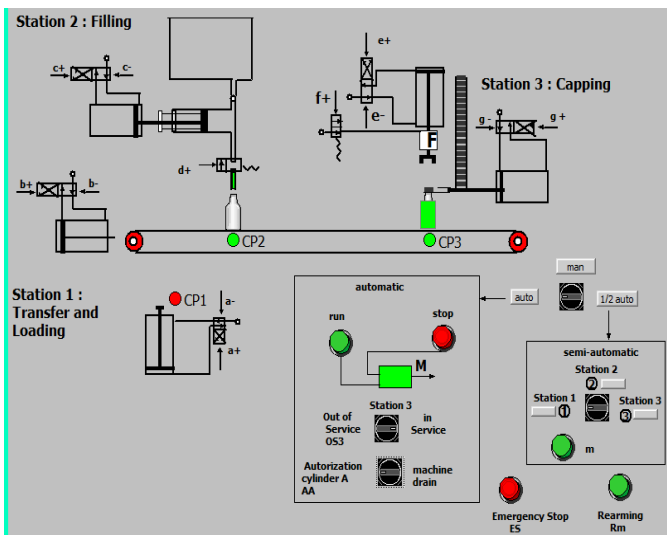 Station 2 : Filling
c+ c-
e+
Station 3 : Capping
f+
e-
g - g +
F
d+
b+ b-
CP2 CP3
Station 1 :
Transfer and
Loading
CP1 a-
a+
man
auto 1/2 auto
automatic
run stop
M
Station 3
Out of
Service
OS3
in
Service
Autorization
cylinder A
AA
machine
drain
semi-automatic
Station 2
2
Station 1
1
Station 3
3
m
Emergency Stop
ES
Rearming
Rm